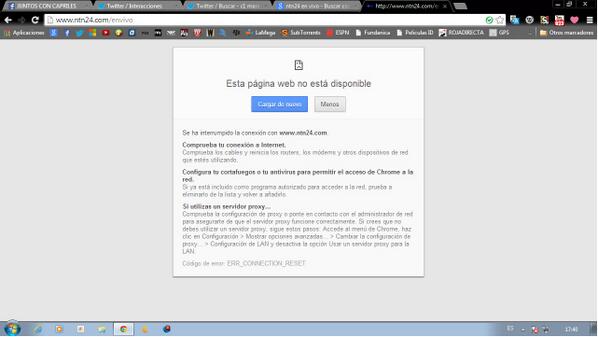 JUNTOS CON CAPRILES
Twitter / Interacciones
Twitter / Buscar - c1 mens
ntn24 en vivo - Buscar co
http://www.ntn24.com/e
www.ntn24.com/envivo
Aplicaciones
LaMega
SubTorrents
ESPN
Fundenica
Peliculas ID
ROJADIRECTA
GPS
Otros marcadores
Esta página web no está disponible
Cargar de nuevo
Menos
Se ha interrumpido la conexión con www.ntn24.com.
Comprueba tu conexión a Internet.
Comprueba los cables y reinicia los routers, los módems y otros dispositivos de red
que estés utilizando.
Configura tu cortafuegos o tu antivirus para permitir el acceso de Chrome a la
red.
Si ya está incluido como programa autorizado para acceder a la red, prueba a
eliminarlo de la lista y volver a añadirlo.
Si utilizas un servidor proxy...
Comprueba la configuración de proxy o ponte en contacto con el administrador de red
para asegurarte de que el servidor proxy funcione correctamente. Si crees que no
debes utilizar un servidor proxy, sigue estos pasos: Accede al menú de Chrome, haz
clic en Configuración > Mostrar opciones avanzadas... > Cambiar la configuración de
proxy... > Configuración de LAN y desactiva la opción Usar un servidor proxy para la
LAN.
Código de error: ERR_CONNECTION_RESET
ES
17:40